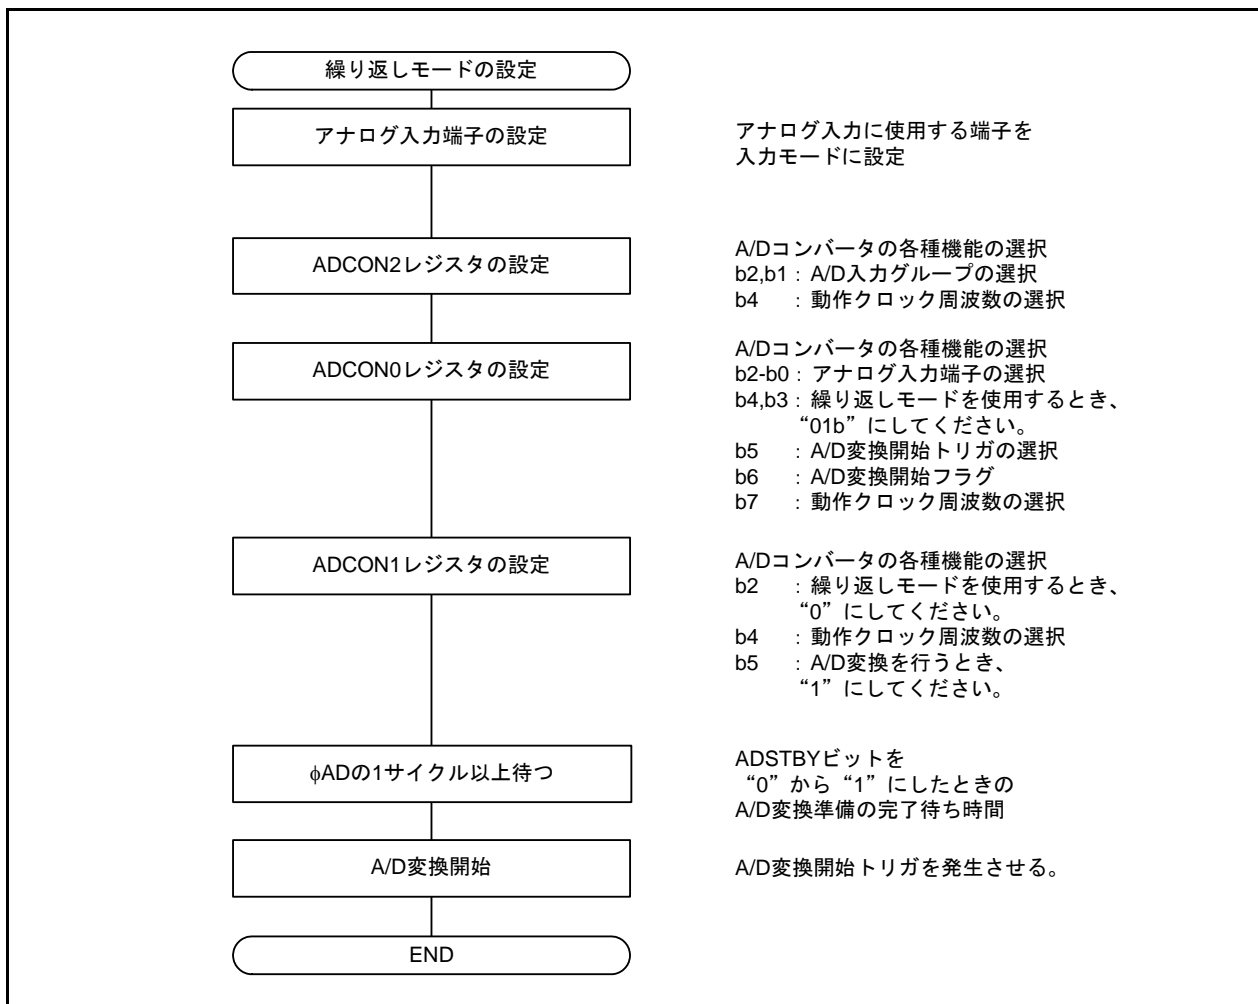 繰り返しモードの設定
アナログ入力端子の設定
アナログ入力に使用する端子を
入力モードに設定
ADCON2レジスタの設定
A/Dコンバータの各種機能の選択
b2,b1 : A/D入力グループの選択
b4 : 動作クロック周波数の選択
ADCON0レジスタの設定
A/Dコンバータの各種機能の選択
b2-b0 : アナログ入力端子の選択
b4,b3 : 繰り返しモードを使用するとき、
“01b”にしてください。
b5 : A/D変換開始トリガの選択
b6 : A/D変換開始フラグ
b7 : 動作クロック周波数の選択
ADCON1レジスタの設定
A/Dコンバータの各種機能の選択
b2 : 繰り返しモードを使用するとき、
“0”にしてください。
b4 : 動作クロック周波数の選択
b5 : A/D変換を行うとき、
“1”にしてください。
φADの1サイクル以上待つ
ADSTBYビットを
“0”から“1”にしたときの
A/D変換準備の完了待ち時間
A/D変換開始
A/D変換開始トリガを発生させる。
END